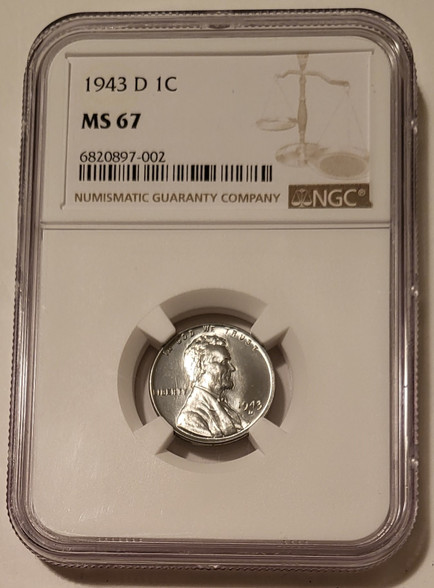 1943 D 1C
MS 67
6820897-002
NUMISMATIC GUARANTY COMPANY
NGC®
IN GOD WE TRUST
LIBERTY
1943
D